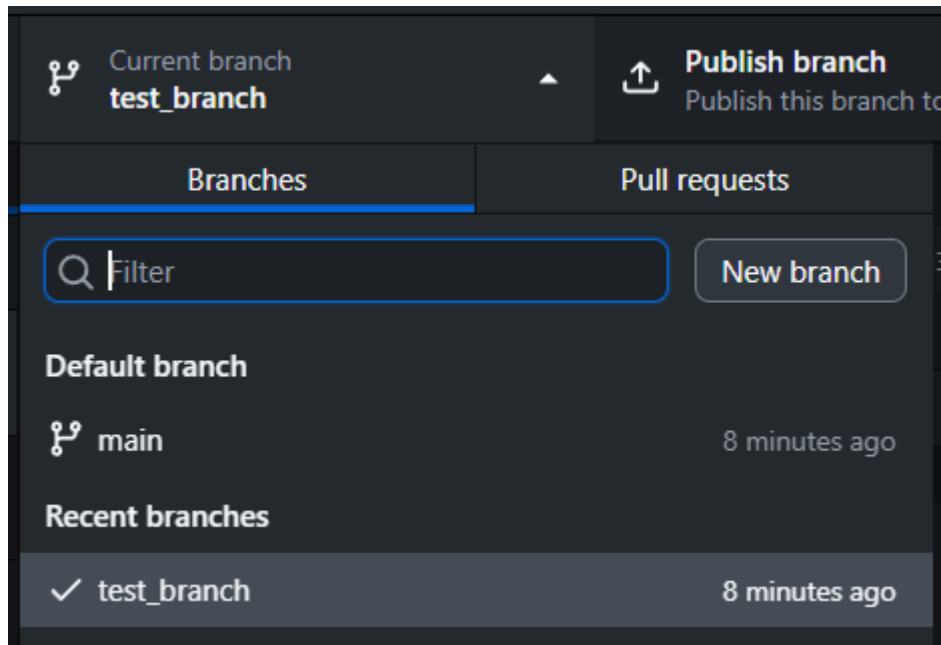 Current branch
test_branch
Publish branch
Publish this branch to
Branches
Pull requests
Filter
New branch
Default branch
main
8 minutes ago
Recent branches
test_branch
8 minutes ago